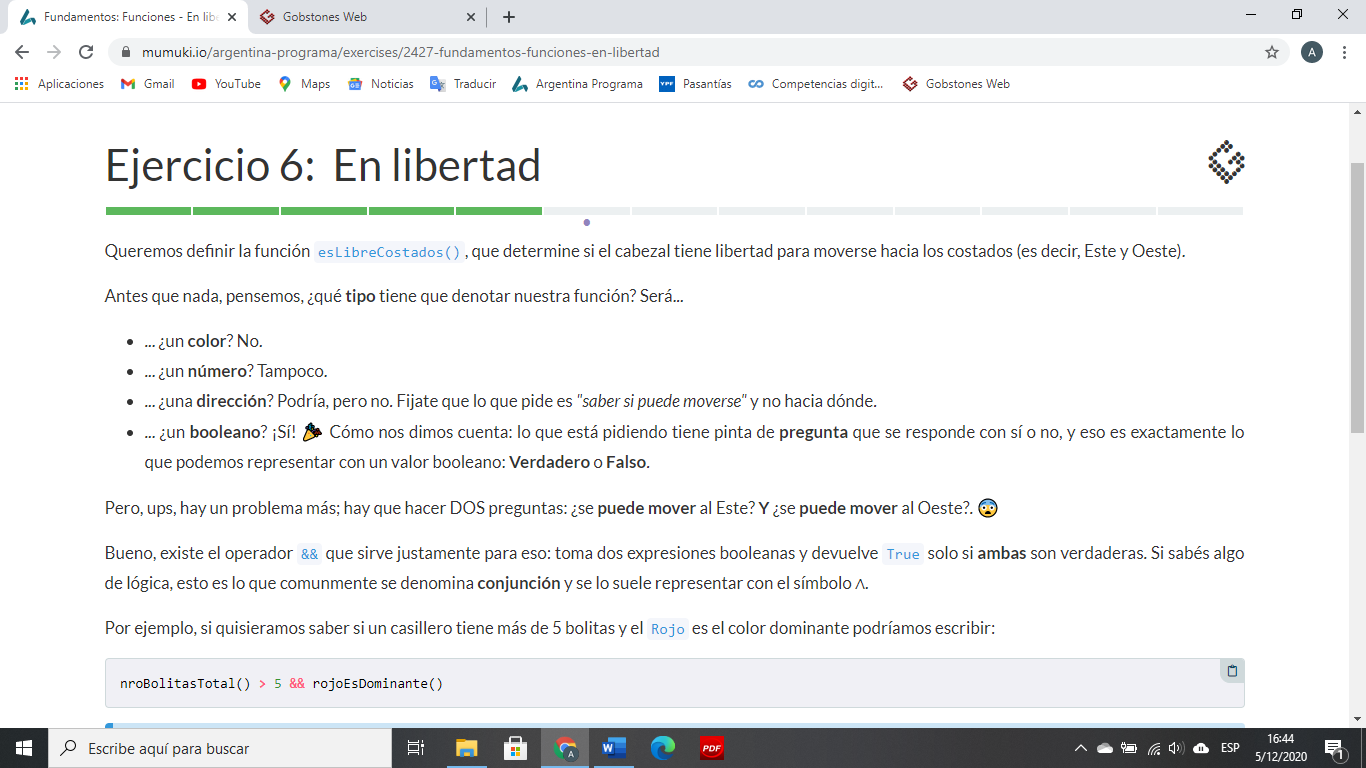 Fundamentos: Funciones - En libe
Gobstones Web
mumuki.io/argentina-programa/exercises/2427-fundamentos-funciones-en-libertad
A
Aplicaciones
Gmail
YouTube
Maps
Noticias
Traducir
Argentina Programa
YPF
Pasantías
Competencias digit...
Gobstones Web
Ejercicio 6: En libertad
Queremos definir la función esLibreCostados(), que determine si el cabezal tiene libertad para moverse hacia los costados (es decir, Este y Oeste).
Antes que nada, pensemos, ¿qué tipo tiene que denotar nuestra función? Será...
... ¿un color? No.
... ¿un número? Tampoco.
... ¿una dirección? Podría, pero no. Fijate que lo que pide es "saber si puede moverse" y no hacia dónde.
... ¿un booleano? ¡Sí! 🎉 Cómo nos dimos cuenta: lo que está pidiendo tiene pinta de pregunta que se responde con sí o no, y eso es exactamente lo
que podemos representar con un valor booleano: Verdadero o Falso.
Pero, ups, hay un problema más; hay que hacer DOS preguntas: ¿se puede mover al Este? Y ¿se puede mover al Oeste?. 😨
Bueno, existe el operador && que sirve justamente para eso: toma dos expresiones booleanas y devuelve True solo si ambas son verdaderas. Si sabés algo
de lógica, esto es lo que comunmente se denomina conjunción y se lo suele representar con el símbolo ∧.
Por ejemplo, si quisieramos saber si un casillero tiene más de 5 bolitas y el Rojo es el color dominante podríamos escribir:
nroBolitasTotal() > 5 && rojoEsDominante()
Escribe aquí para buscar
A
W
PDF
ESP
16:44
5/12/2020
1